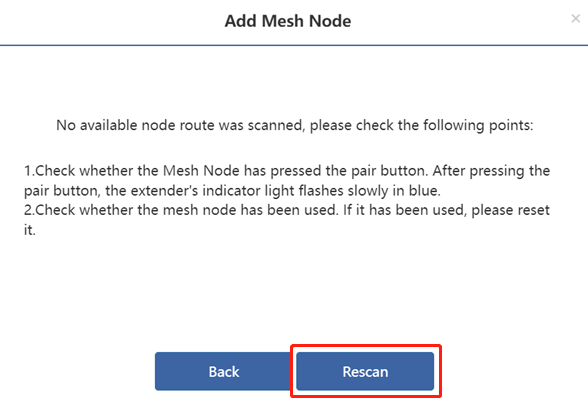 Add Mesh Node
×
No available node route was scanned, please check the following points:
1.Check whether the Mesh Node has pressed the pair button. After pressing the
pair button, the extender's indicator light flashes slowly in blue.
2.Check whether the mesh node has been used. If it has been used, please reset
it.
Back
Rescan